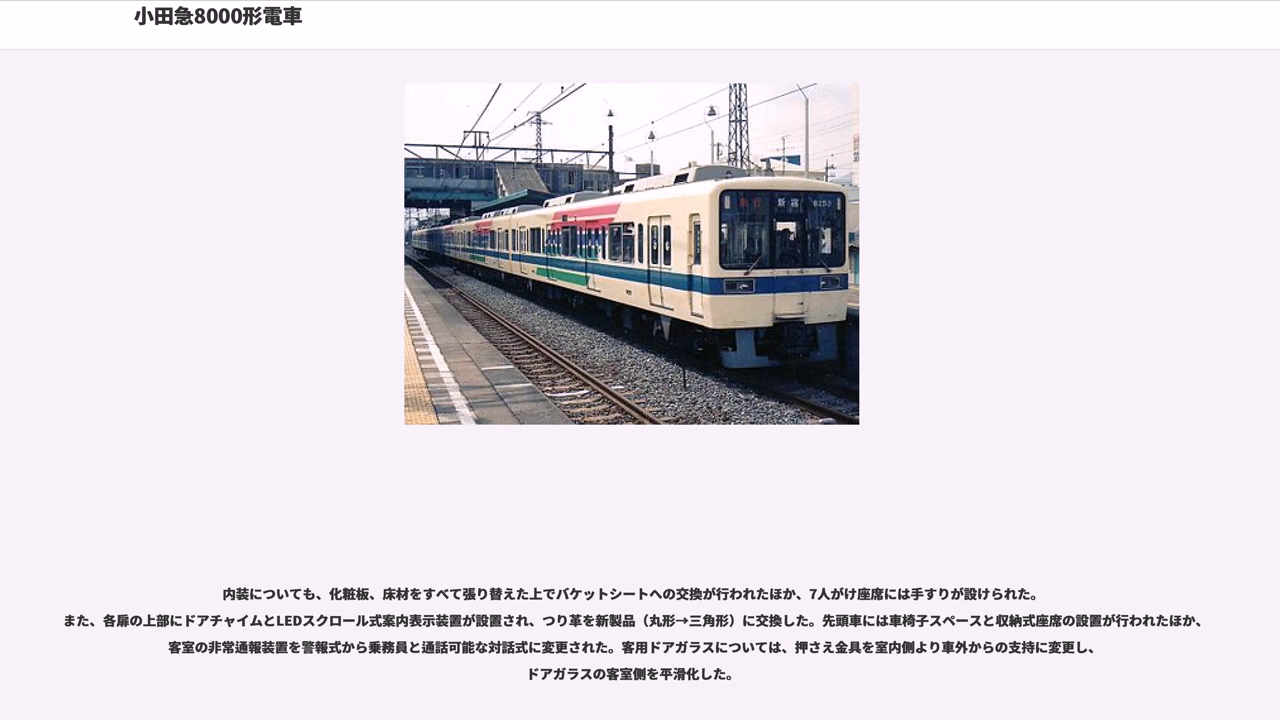 小田急8000形電車
急行 新宿 8253
内装についても、化粧板、床材をすべて張り替えた上でバケットシートへの交換が行われたほか、7人がけ座席には手すりが設けられた。
また、各扉の上部にドアチャイムとLEDスクロール式案内表示装置が設置され、つり革を新製品（丸形→三角形）に交換した。先頭車には車椅子スペースと収納式座席の設置が行われたほか、
客室の非常通報装置を警報式から乗務員と通話可能な対話式に変更された。客用ドアガラスについては、押さえ金具を室内側より車外からの支持に変更し、
ドアガラスの客室側を平滑化した。